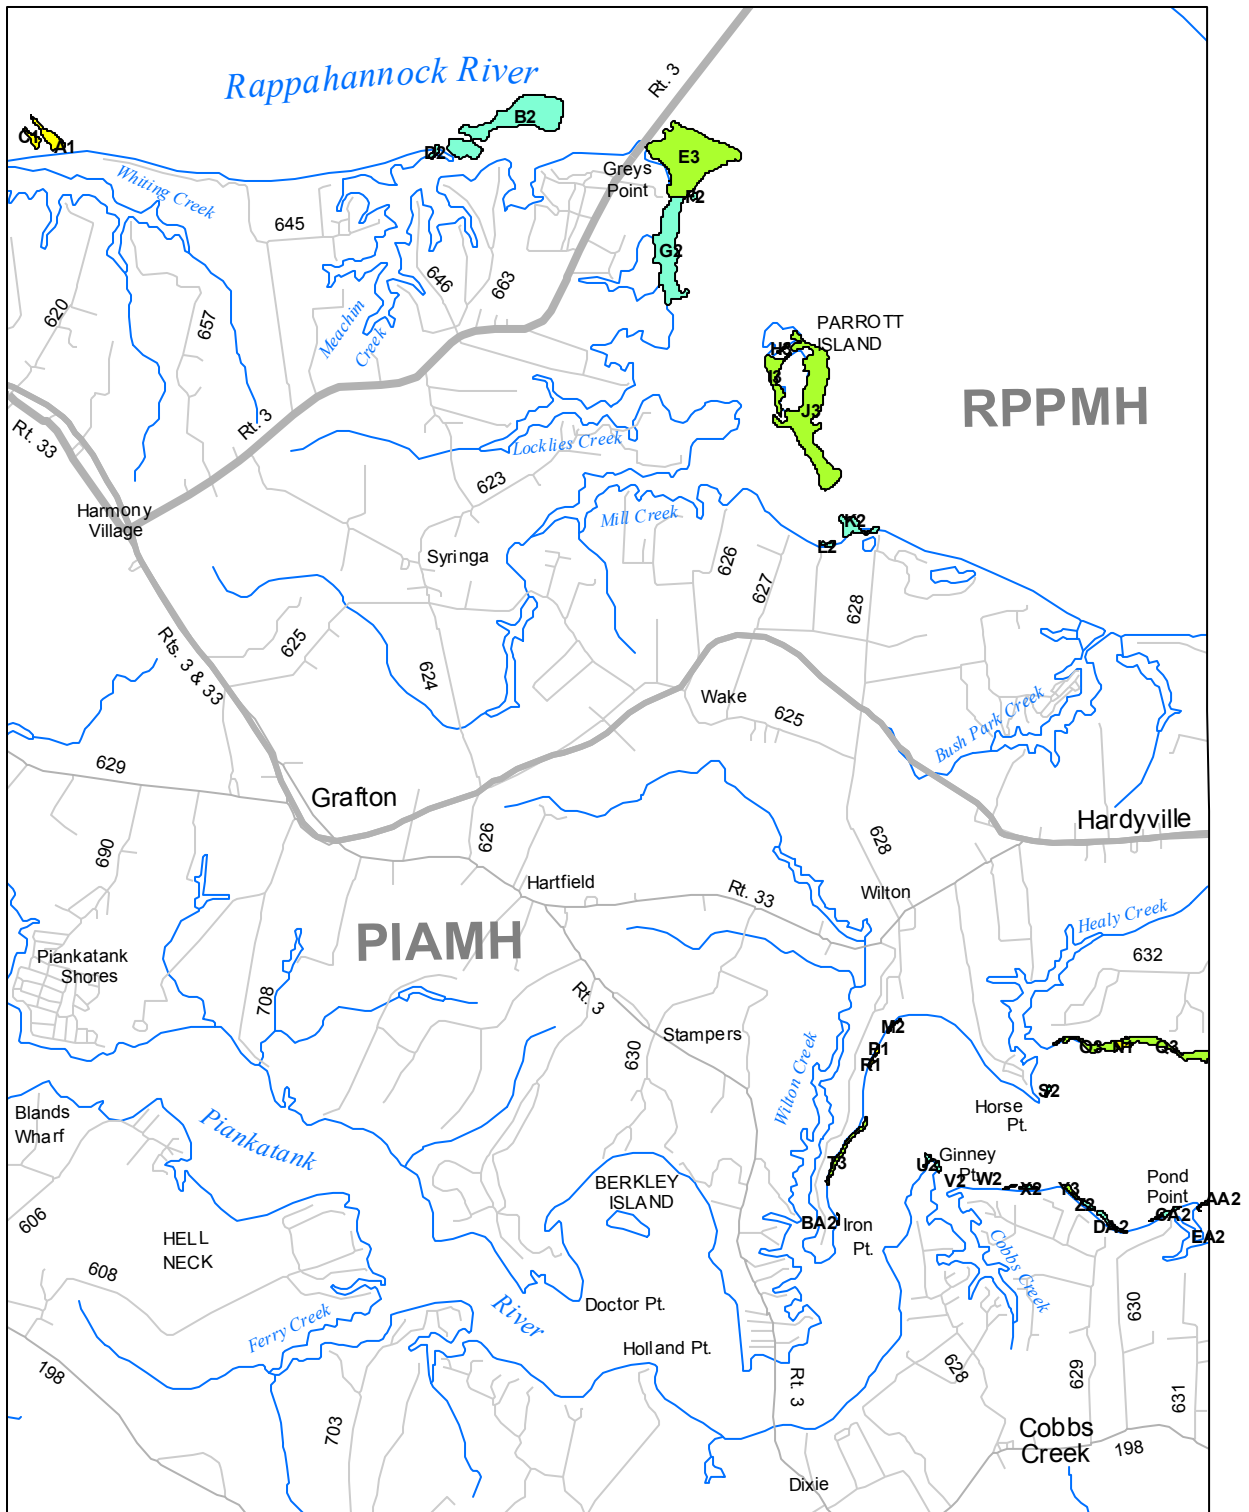 Rappahannock River
Rt. 3
B2
C1
A1
D2
E3
Greys
Point
F2
Whiting Creek
645
G2
646
663
620
657
Meachim
Creek
PARROTT
ISLAND
H3
I3
J3
RPPMH
Rt. 33
Rt. 3
Locklies Creek
623
Harmony
Village
Mill Creek
K2
L2
Syringa
626
627
628
625
Rts. 3 & 33
624
Wake
625
Bush Park Creek
629
Grafton
Hardyville
690
626
628
Hartfield
Rt. 33
Wilton
PIAMH
Healy Creek
Piankatank
Shores
632
708
Rt. 3
Stampers
M2
630
P1
R1
O3
N1
Q3
Wilton Creek
S2
Horse
Pt.
Blands
Wharf
Piankatank
T3
U2
Ginney
Pt.
V2
W2
X2
Y3
Z2
Pond
Point
AA2
BERKLEY
ISLAND
606
BA2
Iron
Pt.
CA2
DA2
EA2
HELL
NECK
608
Cobbs Creek
Ferry Creek
River
Doctor Pt.
630
Holland Pt.
198
628
629
631
Rt. 3
703
Cobbs
Creek
198
Dixie